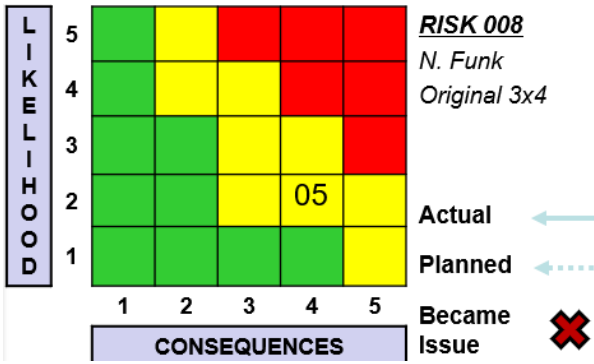 LIKELIHOOD
5
4
3
2
1
05
1 2 3 4 5
CONSEQUENCES
RISK 008
N. Funk
Original 3x4
Actual
Planned
Became
Issue